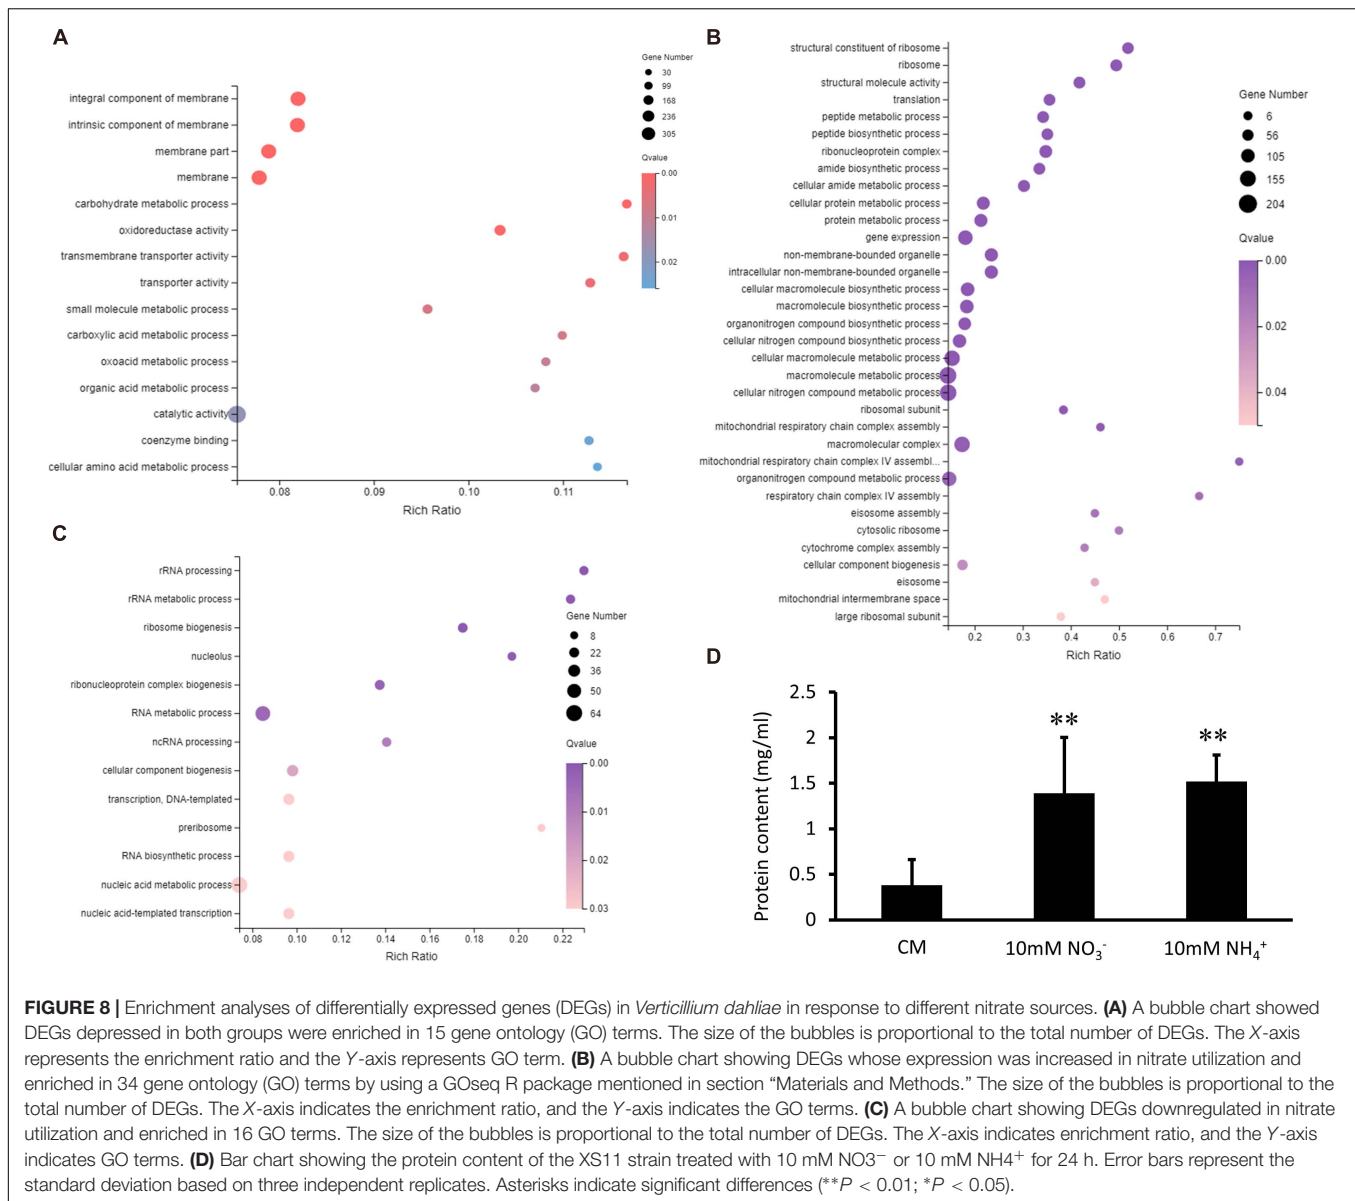 A
integral component of membrane
intrinsic component of membrane
membrane part
membrane
carbohydrate metabolic process
oxidoreductase activity
transmembrane transporter activity
transporter activity
small molecule metabolic process
carboxylic acid metabolic process
oxoacid metabolic process
organic acid metabolic process
catalytic activity
coenzyme binding
cellular amino acid metabolic process
0.08 0.09 0.10 0.11
Rich Ratio
Gene Number
30
99
168
236
305
Qvalue
0.00
0.01
0.02
B
structural constituent of ribosome
ribosome
structural molecule activity
translation
peptide metabolic process
peptide biosynthetic process
ribonucleoprotein complex
amide biosynthetic process
cellular amide metabolic process
cellular protein metabolic process
protein metabolic process
gene expression
non-membrane-bounded organelle
intracellular non-membrane-bounded organelle
cellular macromolecule biosynthetic process
macromolecule biosynthetic process
organonitrogen compound biosynthetic process
cellular nitrogen compound biosynthetic process
cellular macromolecule metabolic process
macromolecule metabolic process
cellular nitrogen compound metabolic process
ribosomal subunit
mitochondrial respiratory chain complex assembly
macromolecular complex
mitochondrial respiratory chain complex IV assembl...
organonitrogen compound metabolic process
respiratory chain complex IV assembly
eisosome assembly
cytosolic ribosome
cytochrome complex assembly
cellular component biogenesis
eisosome
mitochondrial intermembrane space
large ribosomal subunit
0.2 0.3 0.4 0.5 0.6 0.7
Rich Ratio
Gene Number
6
56
105
155
204
Qvalue
0.00
0.02
0.04
C
rRNA processing
rRNA metabolic process
ribosome biogenesis
nucleolus
ribonucleoprotein complex biogenesis
RNA metabolic process
ncRNA processing
cellular component biogenesis
transcription, DNA-templated
preribosome
RNA biosynthetic process
nucleic acid metabolic process
nucleic acid-templated transcription
0.08 0.10 0.12 0.14 0.16 0.18 0.20 0.22
Rich Ratio
Gene Number
8
22
36
50
64
Qvalue
0.00
0.01
0.02
0.03
D
Protein content (mg/ml)
2.5
2
1.5
1
0.5
0
** **
CM 10mM NO₃⁻ 10mM NH₄⁺
FIGURE 8 | Enrichment analyses of differentially expressed genes (DEGs) in Verticillium dahliae in response to different nitrate sources. (A) A bubble chart showed
DEGs depressed in both groups were enriched in 15 gene ontology (GO) terms. The size of the bubbles is proportional to the total number of DEGs. The X-axis
represents the enrichment ratio and the Y-axis represents GO term. (B) A bubble chart showing DEGs whose expression was increased in nitrate utilization and
enriched in 34 gene ontology (GO) terms by using a GOseq R package mentioned in section “Materials and Methods.” The size of the bubbles is proportional to the
total number of DEGs. The X-axis indicates the enrichment ratio, and the Y-axis indicates the GO terms. (C) A bubble chart showing DEGs downregulated in nitrate
utilization and enriched in 16 GO terms. The size of the bubbles is proportional to the total number of DEGs. The X-axis indicates enrichment ratio, and the Y-axis
indicates GO terms. (D) Bar chart showing the protein content of the XS11 strain treated with 10 mM NO3− or 10 mM NH4+ for 24 h. Error bars represent the
standard deviation based on three independent replicates. Asterisks indicate significant differences (**P < 0.01; *P < 0.05).